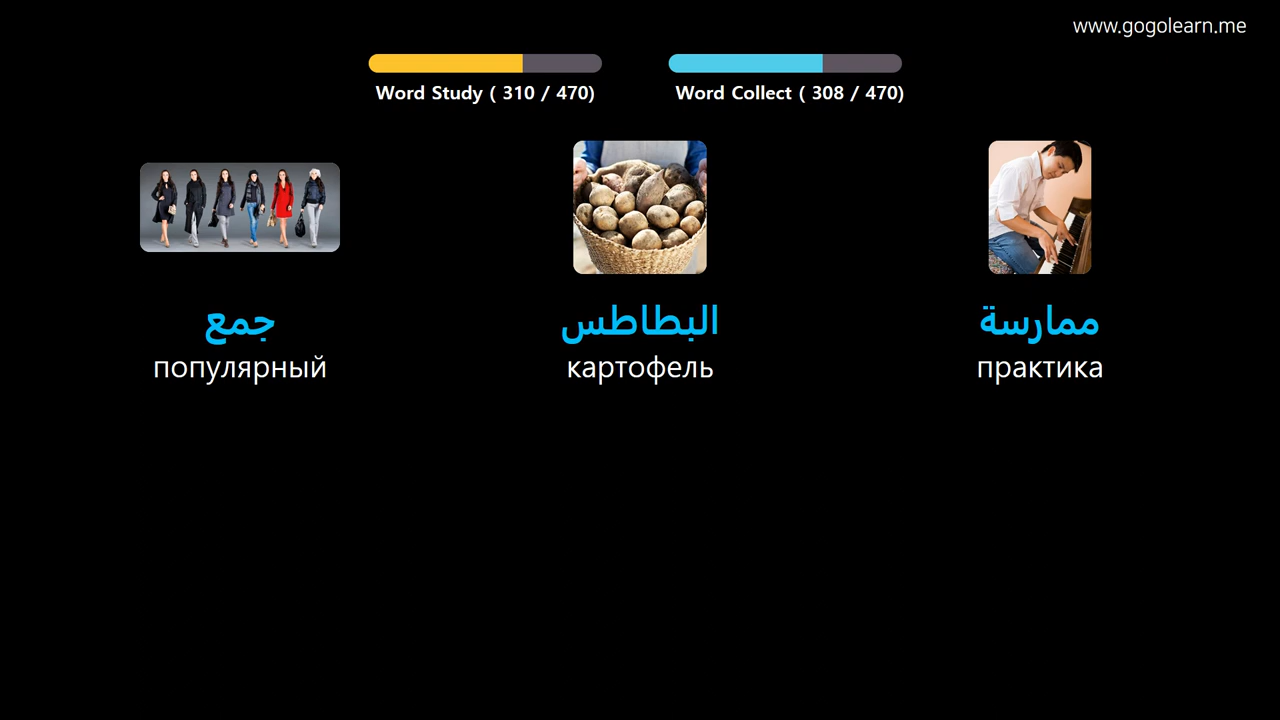 www.gogolearn.me
Word Study ( 310 / 470)
Word Collect ( 308 / 470)
جمع
популярный
البطاطس
картофель
ممارسة
практика